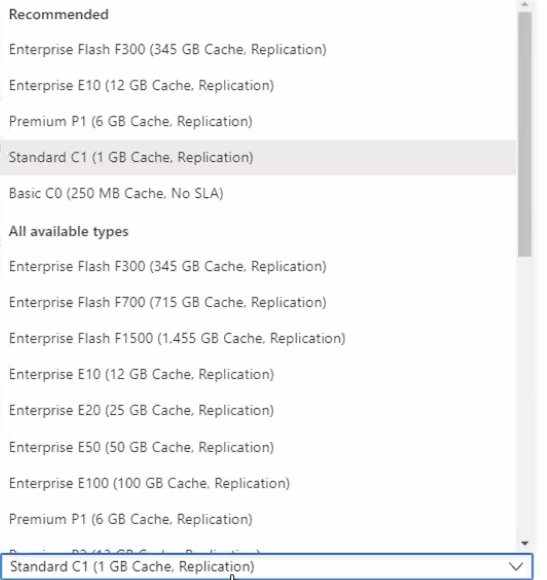 Recommended
Enterprise Flash F300 (345 GB Cache, Replication)
Enterprise E10 (12 GB Cache, Replication)
Premium P1 (6 GB Cache, Replication)
Standard C1 (1 GB Cache, Replication)
Basic C0 (250 MB Cache, No SLA)
All available types
Enterprise Flash F300 (345 GB Cache, Replication)
Enterprise Flash F700 (715 GB Cache, Replication)
Enterprise Flash F1500 (1,455 GB Cache, Replication)
Enterprise E10 (12 GB Cache, Replication)
Enterprise E20 (25 GB Cache, Replication)
Enterprise E50 (50 GB Cache, Replication)
Enterprise E100 (100 GB Cache, Replication)
Premium P1 (6 GB Cache, Replication)
Standard C1 (1 GB Cache, Replication)